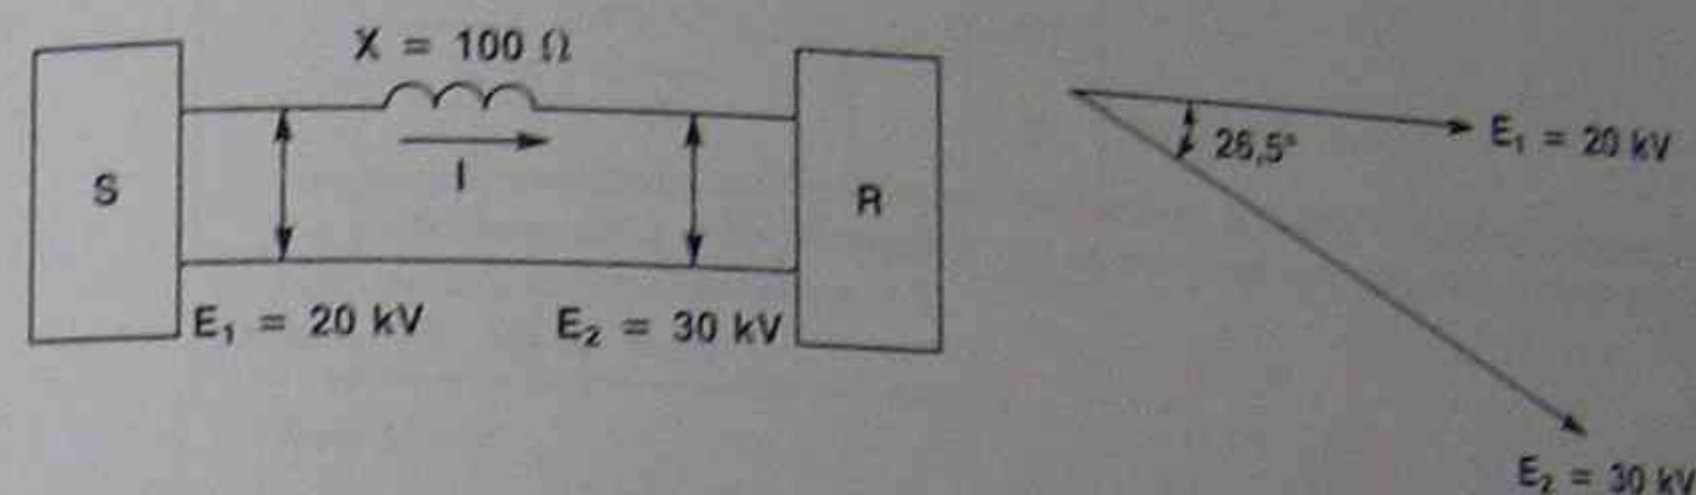 X = 100 Ω
I
S
R
E₁ = 20 kV
E₂ = 30 kV
26,5°
E₁ = 20 kV
E₂ = 30 kV